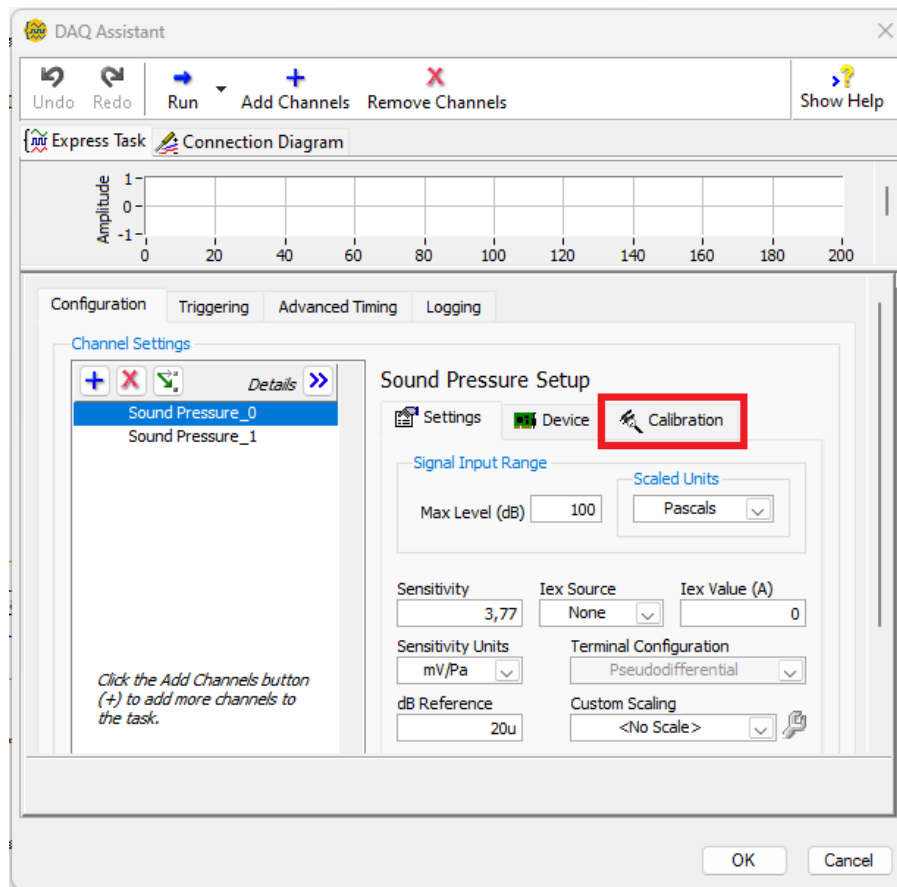 DAQ Assistant
Undo Redo Run Add Channels Remove Channels Show Help
Express Task Connection Diagram
Amplitude
1
0
-1
0 20 40 60 80 100 120 140 160 180 200
Configuration Triggering Advanced Timing Logging
Channel Settings
Details
Sound Pressure_0
Sound Pressure_1
Click the Add Channels button
(+) to add more channels to
the task.
Sound Pressure Setup
Settings Device Calibration
Signal Input Range
Scaled Units
Max Level (dB) 100 Pascals
Sensitivity Iex Source Iex Value (A)
3,77 None 0
Sensitivity Units Terminal Configuration
mV/Pa Pseudodifferential
dB Reference Custom Scaling
20u <No Scale>
OK Cancel